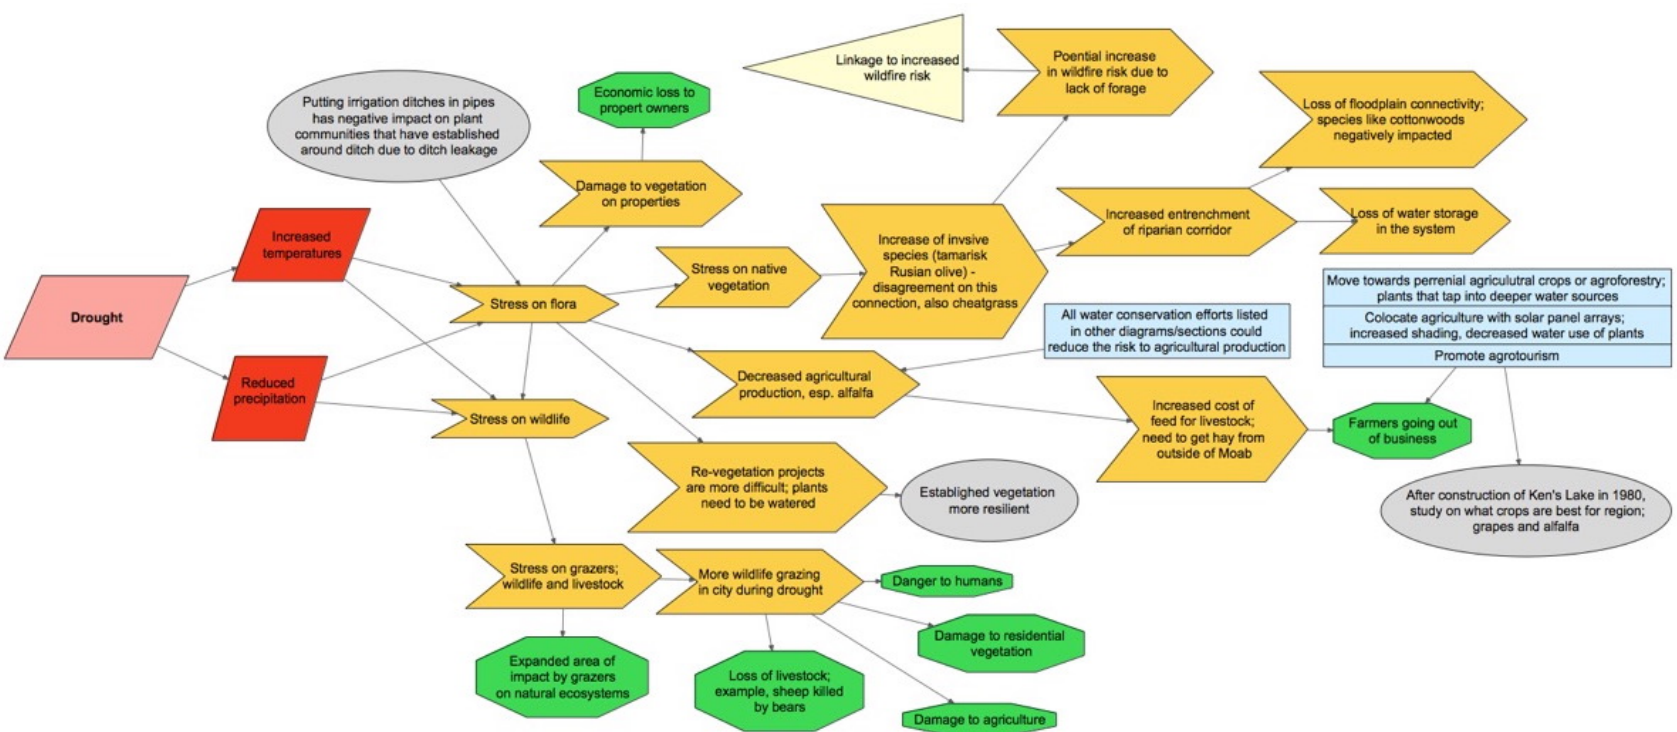 Linkage to increased
wildfire risk
Poential increase
in wildfire risk due to
lack of forage
Economic loss to
propert owners
Putting irrigation ditches in pipes
has negative impact on plant
communities that have established
around ditch due to ditch leakage
Loss of floodplain connectivity;
species like cottonwoods
negatively impacted
Damage to vegetation
on properties
Increased
temperatures
Increased entrenchment
of riparian corridor
Loss of water storage
in the system
Increase of invsive
species (tamarisk
Rusian olive) -
disagreement on this
connection, also cheatgrass
Stress on native
vegetation
Drought
Stress on flora
Move towards perrenial agriculutral crops or agroforestry;
plants that tap into deeper water sources
Colocate agriculture with solar panel arrays;
increased shading, decreased water use of plants
Promote agrotourism
All water conservation efforts listed
in other diagrams/sections could
reduce the risk to agricultural production
Reduced
precipitation
Decreased agricultural
production, esp. alfalfa
Stress on wildlife
Increased cost of
feed for livestock;
need to get hay from
outside of Moab
Farmers going out
of business
Re-vegetation projects
are more difficult; plants
need to be watered
Establighed vegetation
more resilient
After construction of Ken's Lake in 1980,
study on what crops are best for region;
grapes and alfalfa
Stress on grazers;
wildlife and livestock
More wildlife grazing
in city during drought
Danger to humans
Damage to residential
vegetation
Expanded area of
impact by grazers
on natural ecosystems
Loss of livestock;
example, sheep killed
by bears
Damage to agriculture